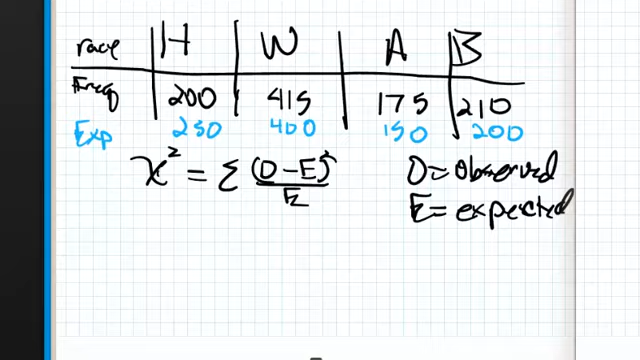 race H W A B
Freq 200 415 175 210
Exp 250 400 150 200
χ² = Σ (O-E)²/E O = observed
E = expected